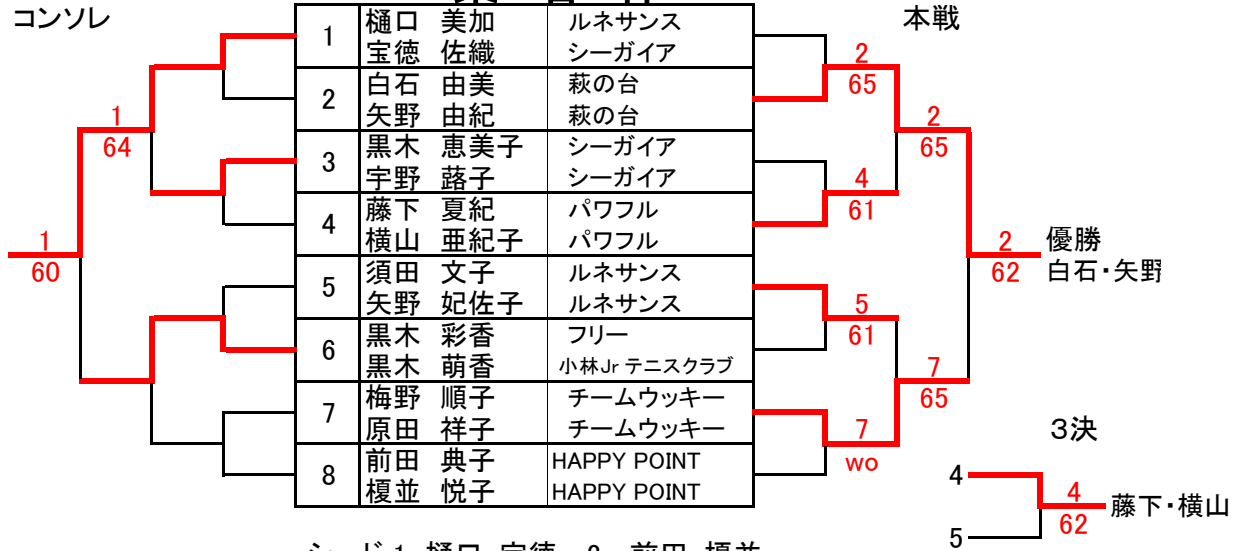 コンソレ
本戦
1 樋口 美加 ルネサンス
宝徳 佐織 シーガイア
2 白石 由美 萩の台
矢野 由紀 萩の台
3 黒木 恵美子 シーガイア
宇野 蕗子 シーガイア
4 藤下 夏紀 パワフル
横山 亜紀子 パワフル
5 須田 文子 ルネサンス
矢野 妃佐子 ルネサンス
6 黒木 彩香 フリー
黒木 萌香 小林Jr テニスクラブ
7 梅野 順子 チームウッキー
原田 祥子 チームウッキー
8 前田 典子 HAPPY POINT
榎並 悦子 HAPPY POINT
1
64
1
60
2
65
4
61
5
61
7
wo
2
65
7
65
2
62
優勝
白石・矢野
3決
4
5
4
62
藤下・横山